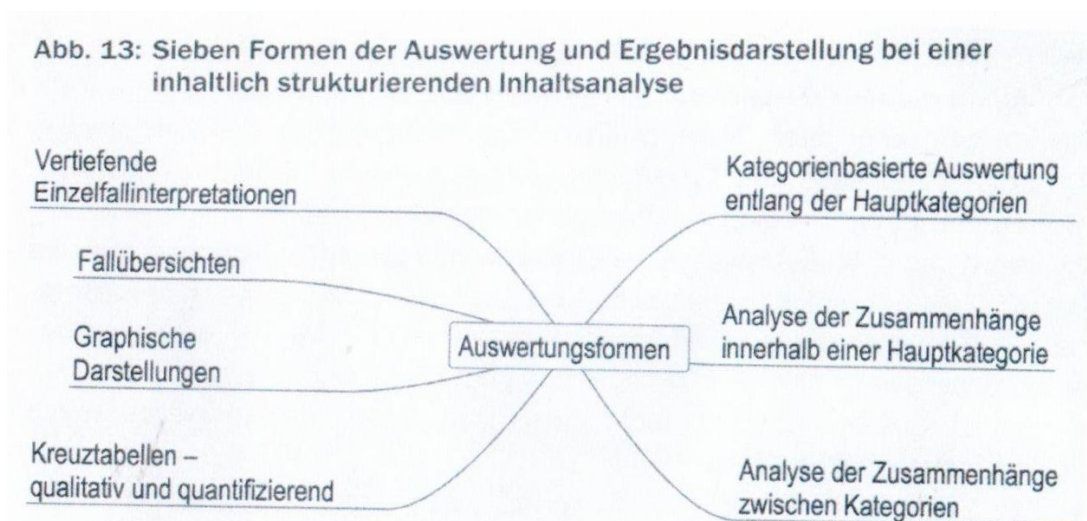 Abb. 13: Sieben Formen der Auswertung und Ergebnisdarstellung bei einer
inhaltlich strukturierenden Inhaltsanalyse
Vertiefende
Einzelfallinterpretationen
Fallübersichten
Graphische
Darstellungen
Kreuztabellen –
qualitativ und quantifizierend
Auswertungsformen
Kategorienbasierte Auswertung
entlang der Hauptkategorien
Analyse der Zusammenhänge
innerhalb einer Hauptkategorie
Analyse der Zusammenhänge
zwischen Kategorien